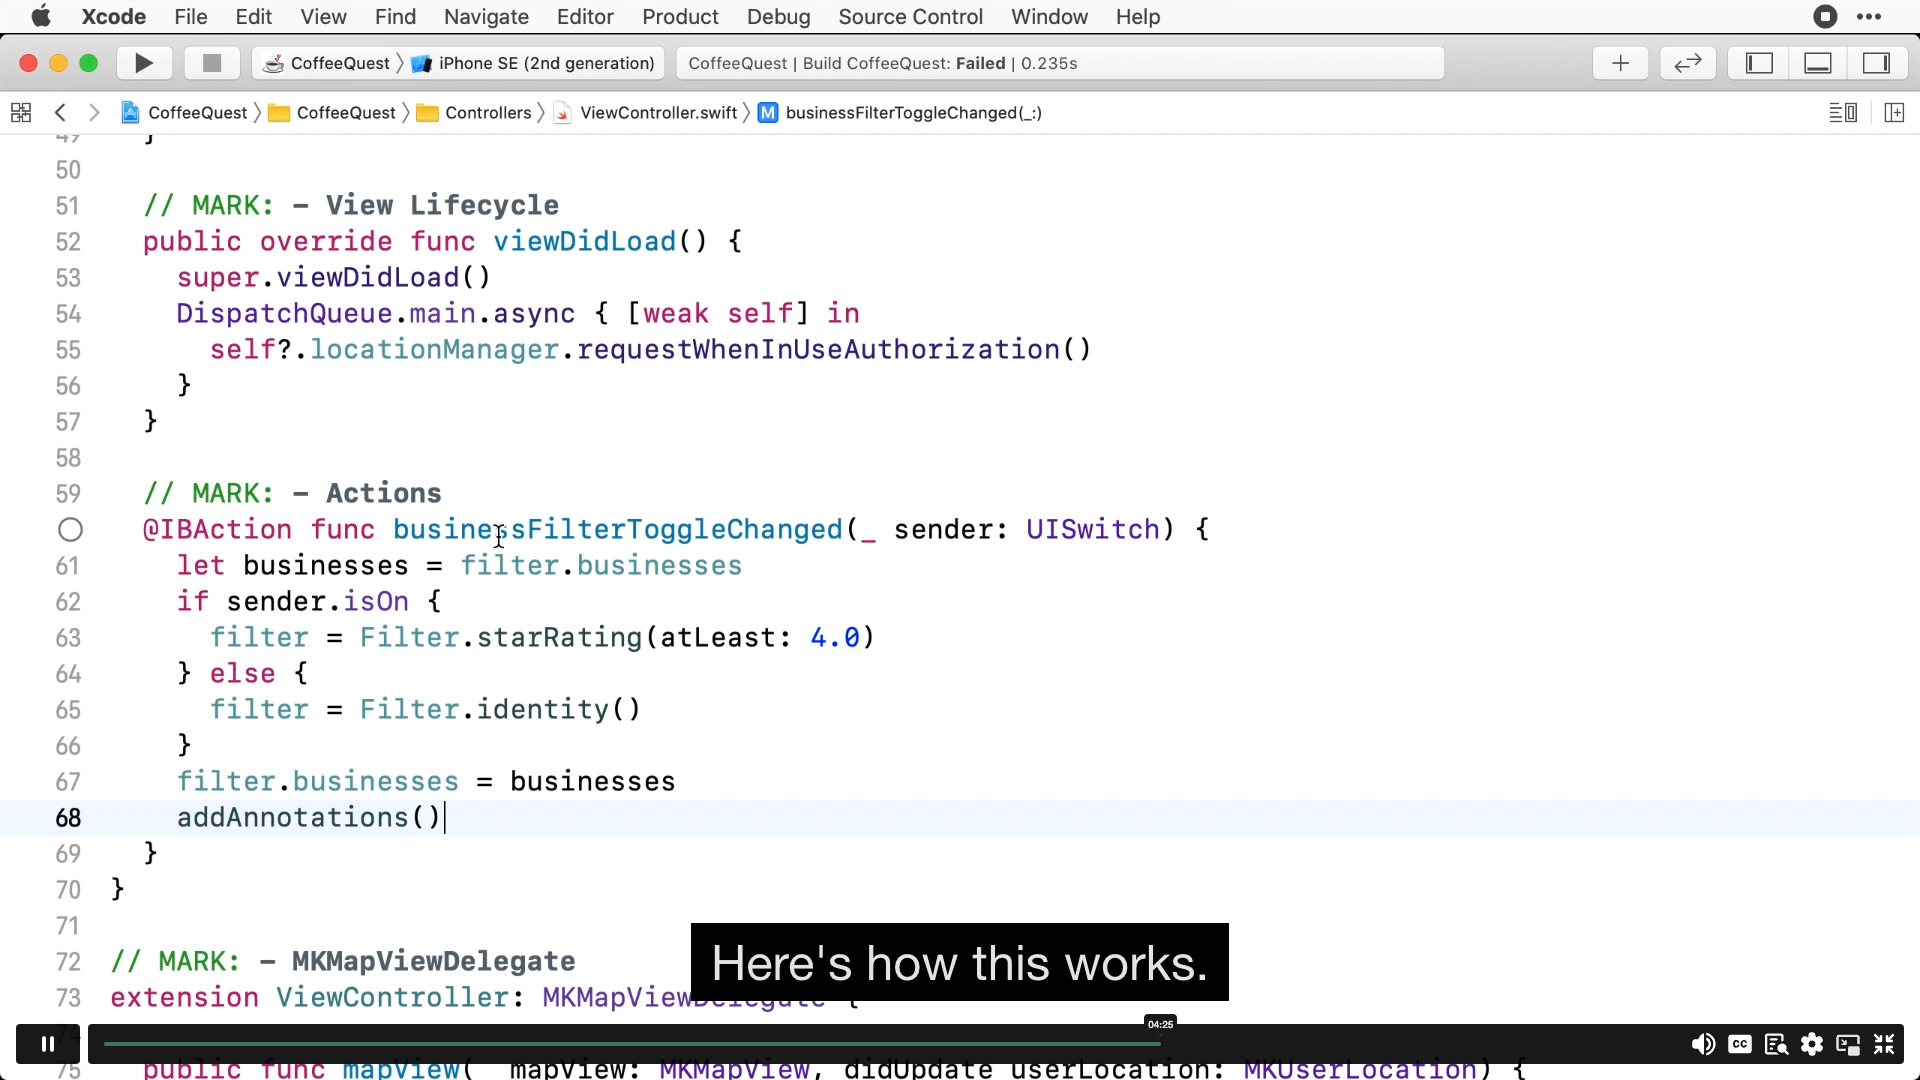 Xcode File Edit View Find Navigate Editor Product Debug Source Control Window Help
CoffeeQuest iPhone SE (2nd generation) CoffeeQuest | Build CoffeeQuest: Failed | 0.235s
CoffeeQuest CoffeeQuest Controllers ViewController.swift M businessFilterToggleChanged(_:)
49 }
50
51 // MARK: - View Lifecycle
52 public override func viewDidLoad() {
53 super.viewDidLoad()
54 DispatchQueue.main.async { [weak self] in
55 self?.locationManager.requestWhenInUseAuthorization()
56 }
57 }
58
59 // MARK: - Actions
@IBAction func businessFilterToggleChanged(_ sender: UISwitch) {
61 let businesses = filter.businesses
62 if sender.isOn {
63 filter = Filter.starRating(atLeast: 4.0)
64 } else {
65 filter = Filter.identity()
66 }
67 filter.businesses = businesses
68 addAnnotations()
69 }
70 }
71
72 // MARK: - MKMapViewDelegate
73 extension ViewController: MKMapViewDelegate {
Here's how this works.
04:25
CC
74
75 public func mapView(_ mapView: MKMapView, didUpdate userLocation: MKUserLocation) {